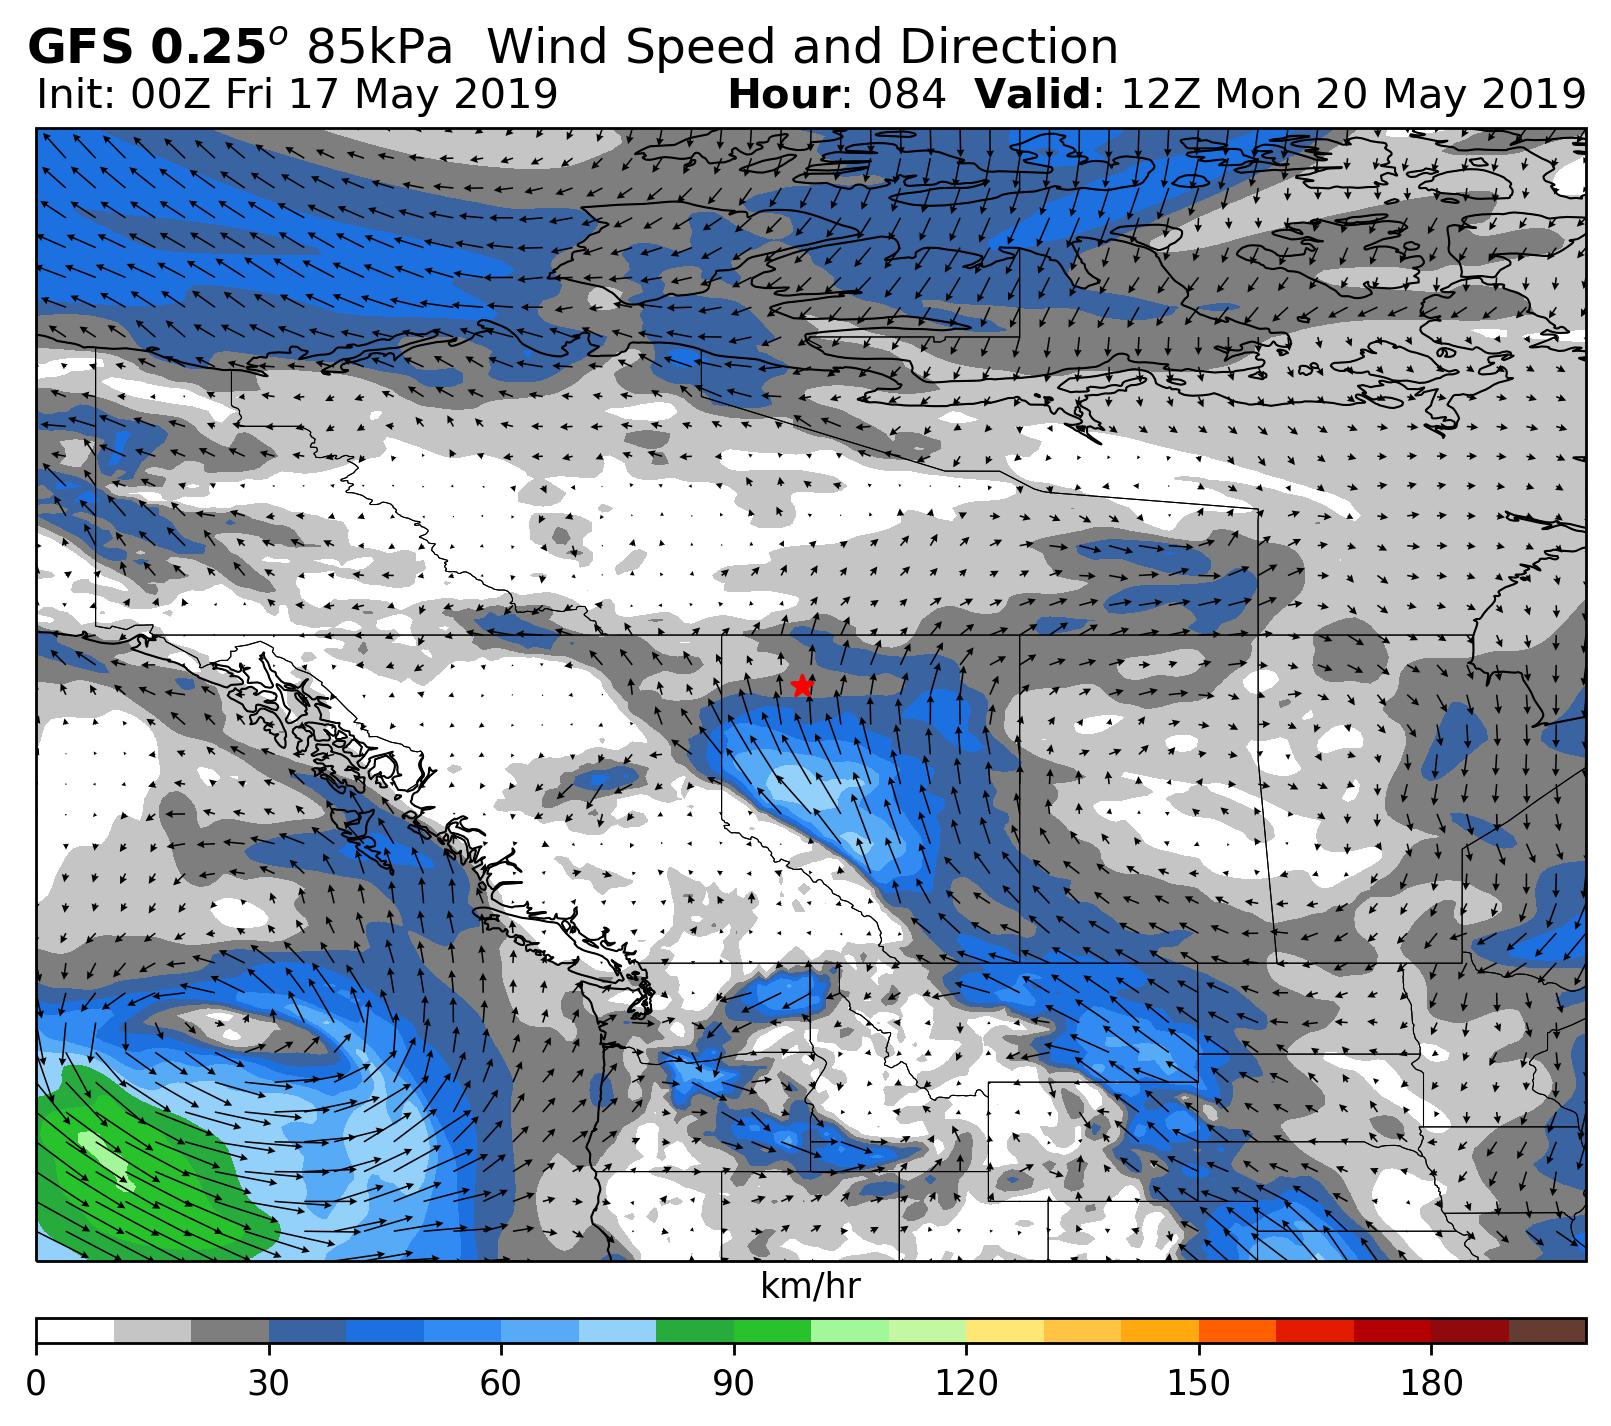 GFS 0.25° 85kPa Wind Speed and Direction
Init: 00Z Fri 17 May 2019 Hour: 084 Valid: 12Z Mon 20 May 2019
km/hr
0 30 60 90 120 150 180